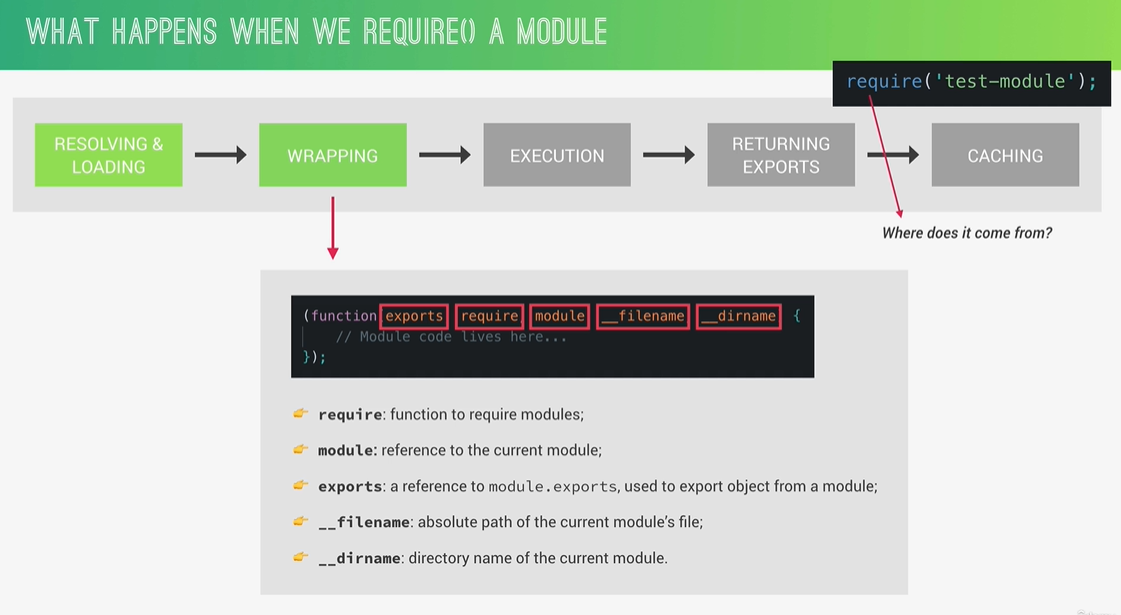 WHAT HAPPENS WHEN WE REQUIRE() A MODULE
require('test-module');
RESOLVING &
LOADING
WRAPPING
EXECUTION
RETURNING
EXPORTS
CACHING
Where does it come from?
(function exports require, module __filename __dirname {
// Module code lives here...
});
require: function to require modules;
module: reference to the current module;
exports: a reference to module.exports, used to export object from a module;
__filename: absolute path of the current module's file;
__dirname: directory name of the current module.